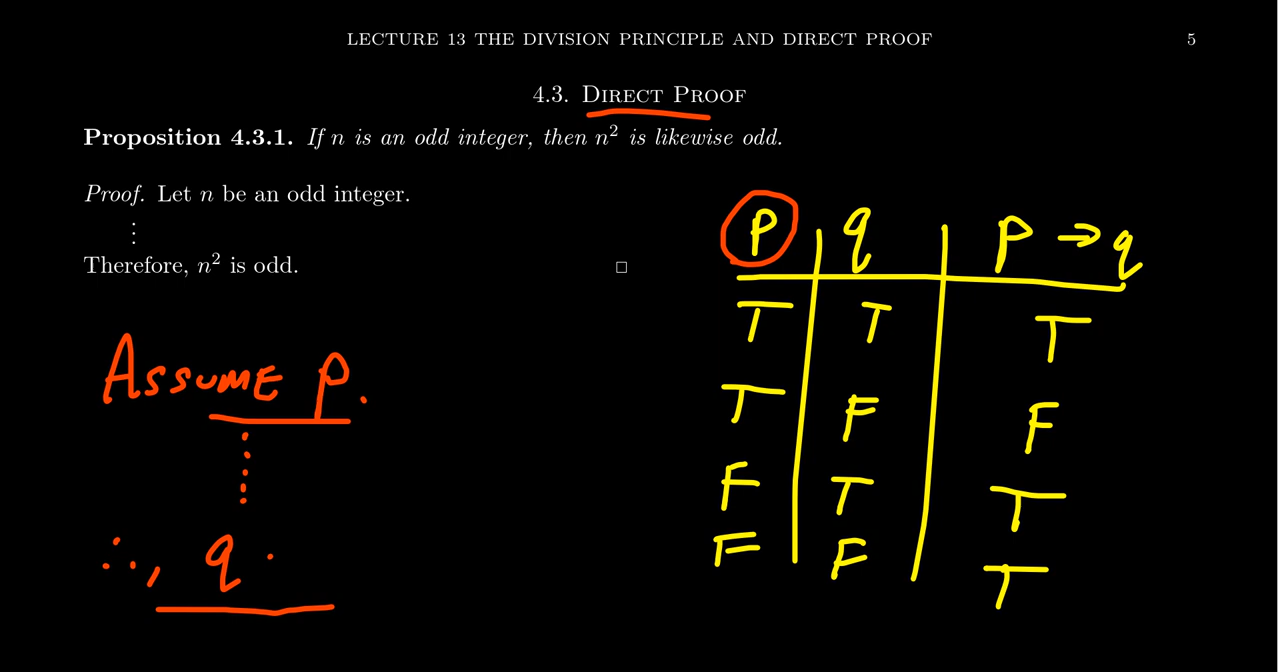 LECTURE 13 THE DIVISION PRINCIPLE AND DIRECT PROOF 5
4.3. DIRECT PROOF
Proposition 4.3.1. If n is an odd integer, then n² is likewise odd.
Proof. Let n be an odd integer.
⋮
Therefore, n² is odd. □
ASSUME P.
⋮
∴, q.
P q P → q
T T T
T F F
F T T
F F T